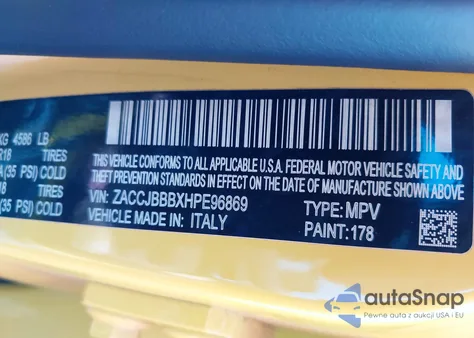 KG 4586 LB
R18 TIRES
A (35 PSI) COLD
18 TIRES
(35 PSI) COLD
THIS VEHICLE CONFORMS TO ALL APPLICABLE U.S.A. FEDERAL MOTOR VEHICLE SAFETY
AND THEFT PREVENTION STANDARDS IN EFFECT ON THE DATE OF MANUFACTURE SHOWN ABOVE
VIN: ZACCJBBBXHPE96869 TYPE: MPV
VEHICLE MADE IN: ITALY PAINT: 178
autaSnap
Pewne auta z aukcji USA i EU